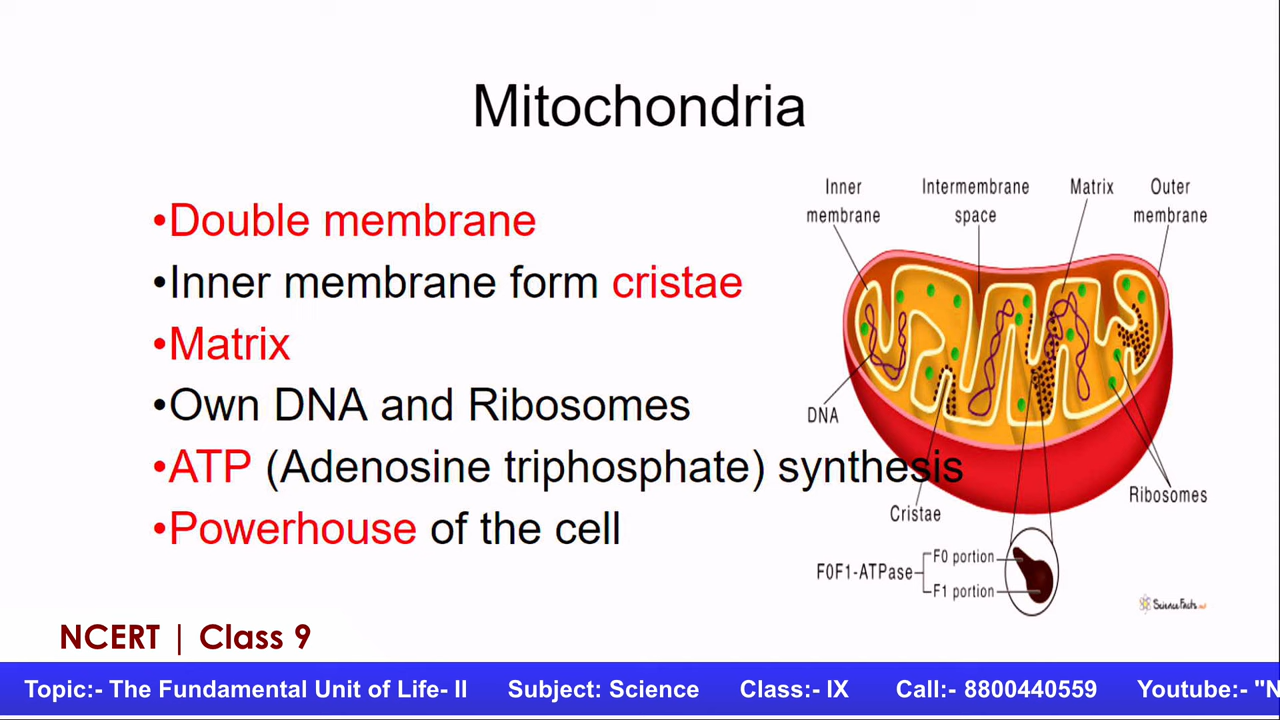 Mitochondria
•Double membrane
•Inner membrane form cristae
•Matrix
•Own DNA and Ribosomes
•ATP (Adenosine triphosphate) synthesis
•Powerhouse of the cell
Inner
membrane
Intermembrane
space
Matrix
Outer
membrane
DNA
Cristae
Ribosomes
F0F1-ATPase
F0 portion
F1 portion
ScienceFacts.net
NCERT | Class 9
Topic:- The Fundamental Unit of Life- II Subject: Science Class:- IX Call:- 8800440559 Youtube:- "N